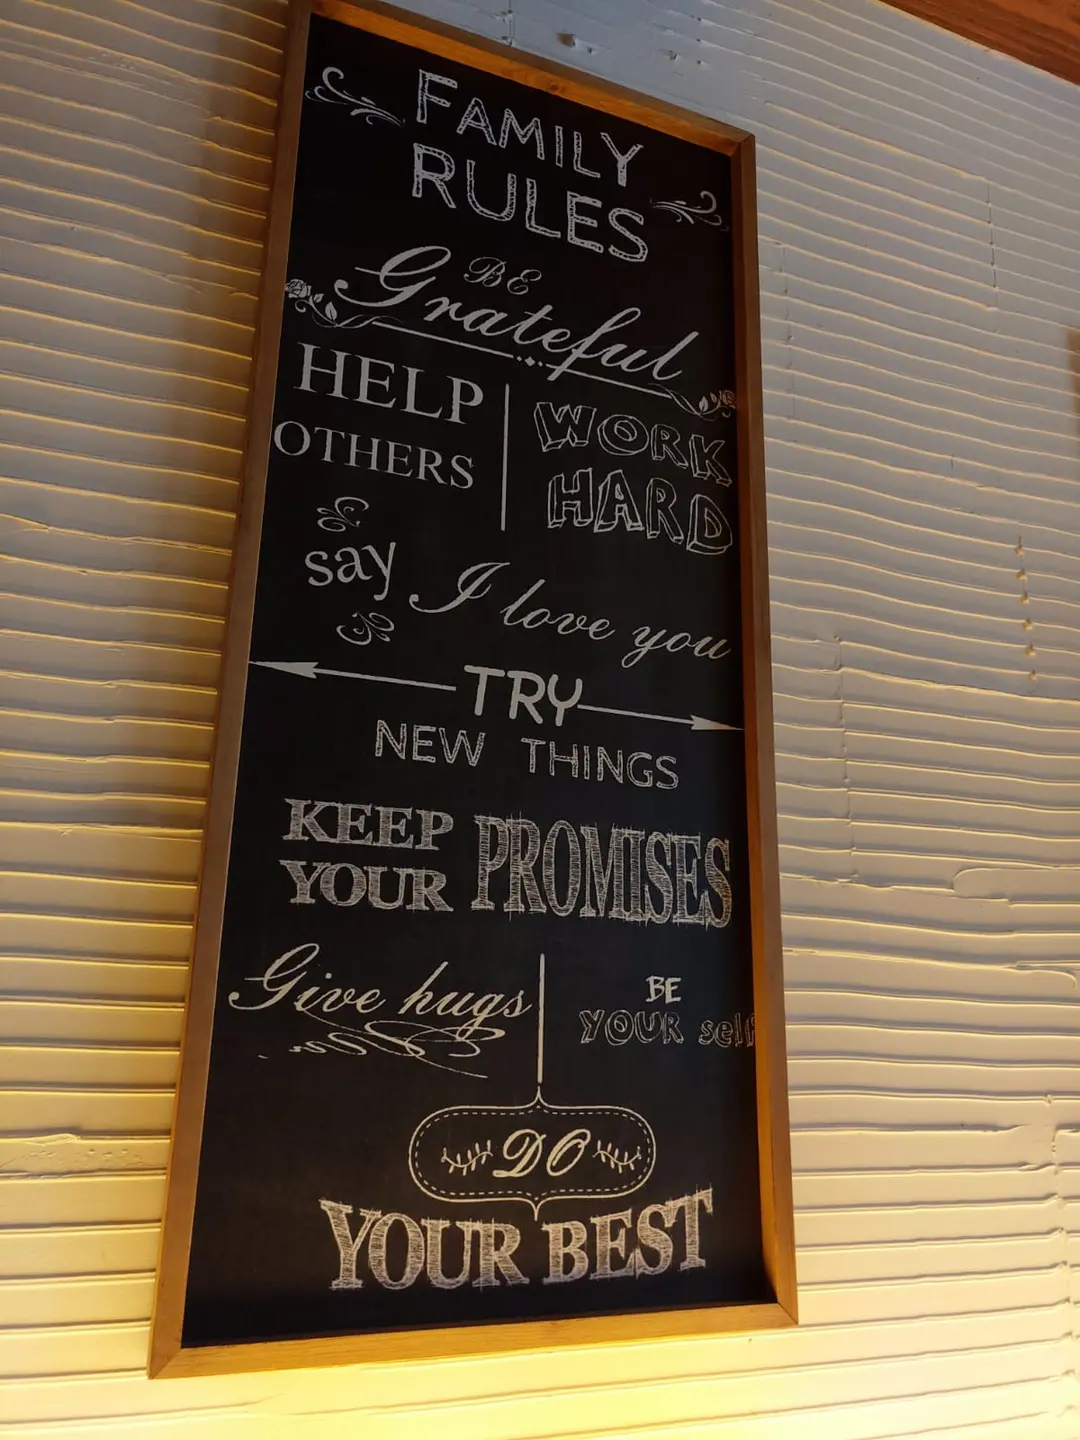 FAMILY
RULES
BE
Grateful
HELP
OTHERS
WORK
HARD
say I love you
TRY
NEW THINGS
KEEP
YOUR PROMISES
Give hugs
BE
YOUR self
DO
YOUR BEST